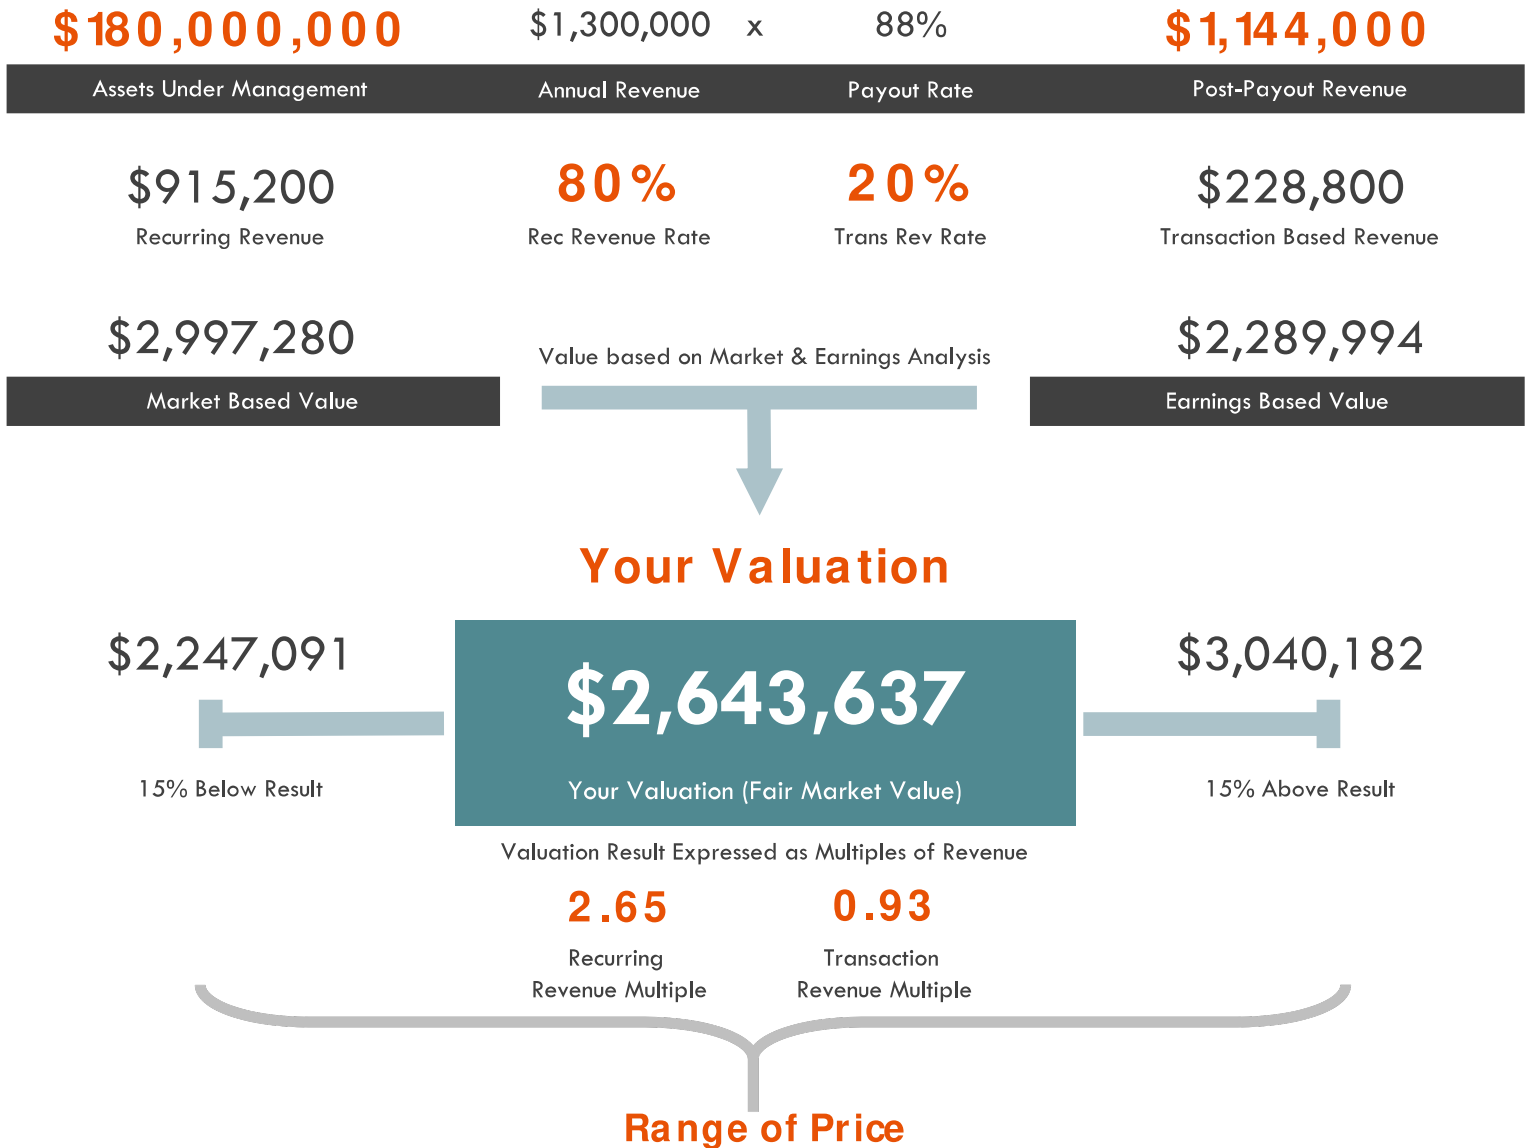 $180,000,000 $1,300,000 x 88% $1,144,000
Assets Under Management Annual Revenue Payout Rate Post-Payout Revenue
$915,200 80% 20% $228,800
Recurring Revenue Rec Revenue Rate Trans Rev Rate Transaction Based Revenue
$2,997,280 Value based on Market & Earnings Analysis $2,289,994
Market Based Value Earnings Based Value
Your Valuation
$2,247,091 $2,643,637 $3,040,182
15% Below Result Your Valuation (Fair Market Value) 15% Above Result
Valuation Result Expressed as Multiples of Revenue
2.65 0.93
Recurring Transaction
Revenue Multiple Revenue Multiple
Range of Price